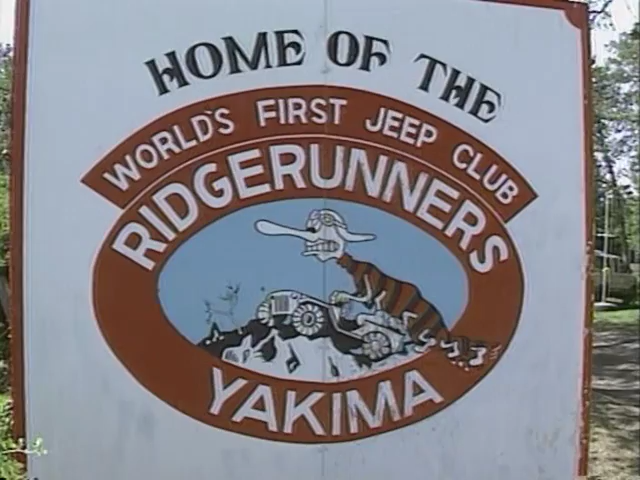 HOME OF THE
WORLD'S FIRST JEEP CLUB
RIDGERUNNERS
YAKIMA